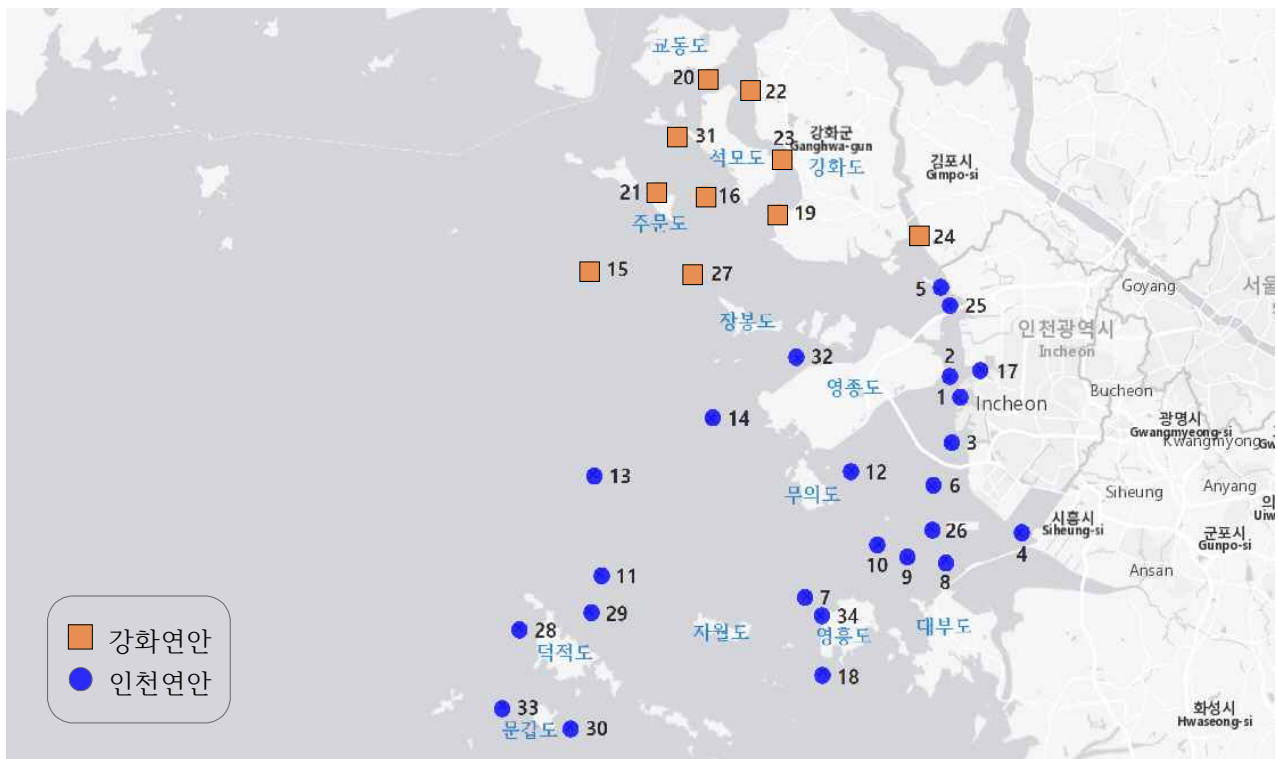 교동도
20
22
31
23
강화군
Ganghwa-gun
석모도
강화도
김포시
Gimpo-si
21
16
주문도
19
24
15
27
Goyang
서울
5
25
장봉도
인천광역시
Incheon
32
2
17
영종도
Bucheon
1
Incheon
14
광명시
Gwangmyeong-si
Kwangmyong
3
12
13
6
무의도
Siheung
Anyang
시흥시
Siheung-si
군포시
Gunpo-si
26
4
10
9
8
Ansan
11
7
29
34
28
자월도
영흥도
대부도
덕적도
18
강화연안
인천연안
33
문갑도
30
화성시
Hwaseong-si